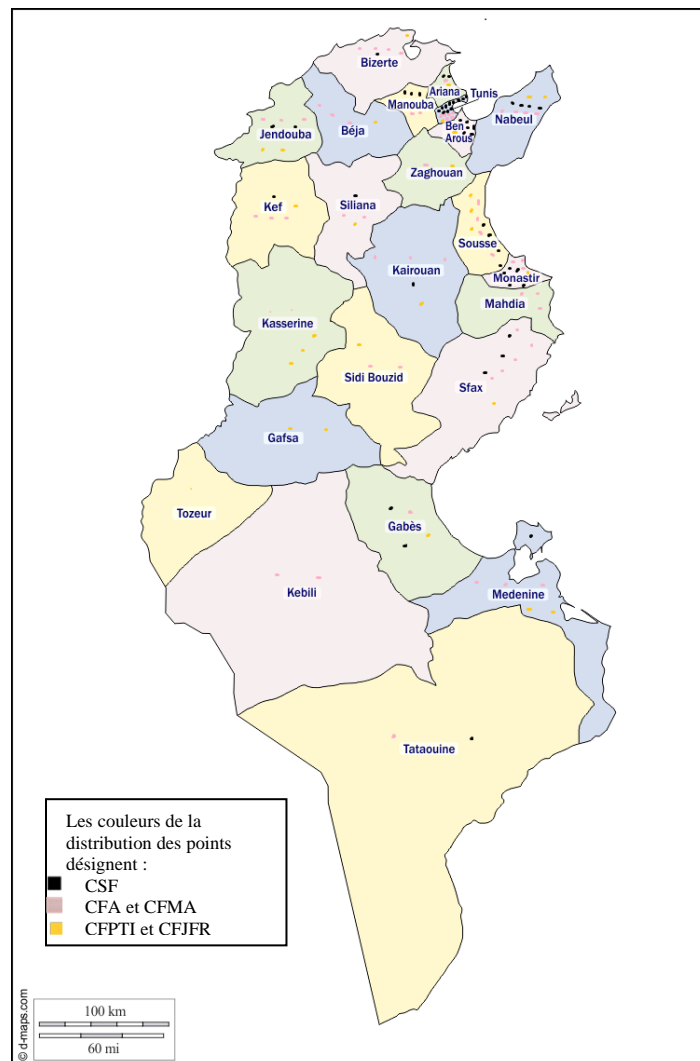 Bizerte
Ariana
Tunis
Manouba
Nabeul
Jendouba
Béja
Ben
Arous
Zaghouan
Kef
Siliana
Sousse
Kairouan
Monastir
Mahdia
Kasserine
Sidi Bouzid
Sfax
Gafsa
Tozeur
Gabès
Kebili
Medenine
Tataouine
Les couleurs de la
distribution des points
désignent :
CSF
CFA et CFMA
CFPTI et CFJFR
© d-maps.com
100 km
60 mi